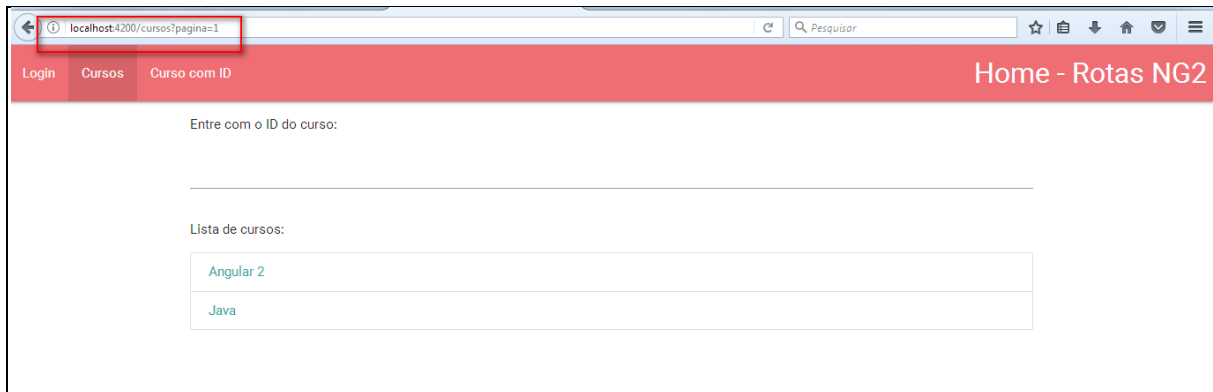 localhost:4200/cursos?pagina=1
Pesquisar
Login Cursos Curso com ID Home - Rotas NG2
Entre com o ID do curso:
Lista de cursos:
Angular 2
Java